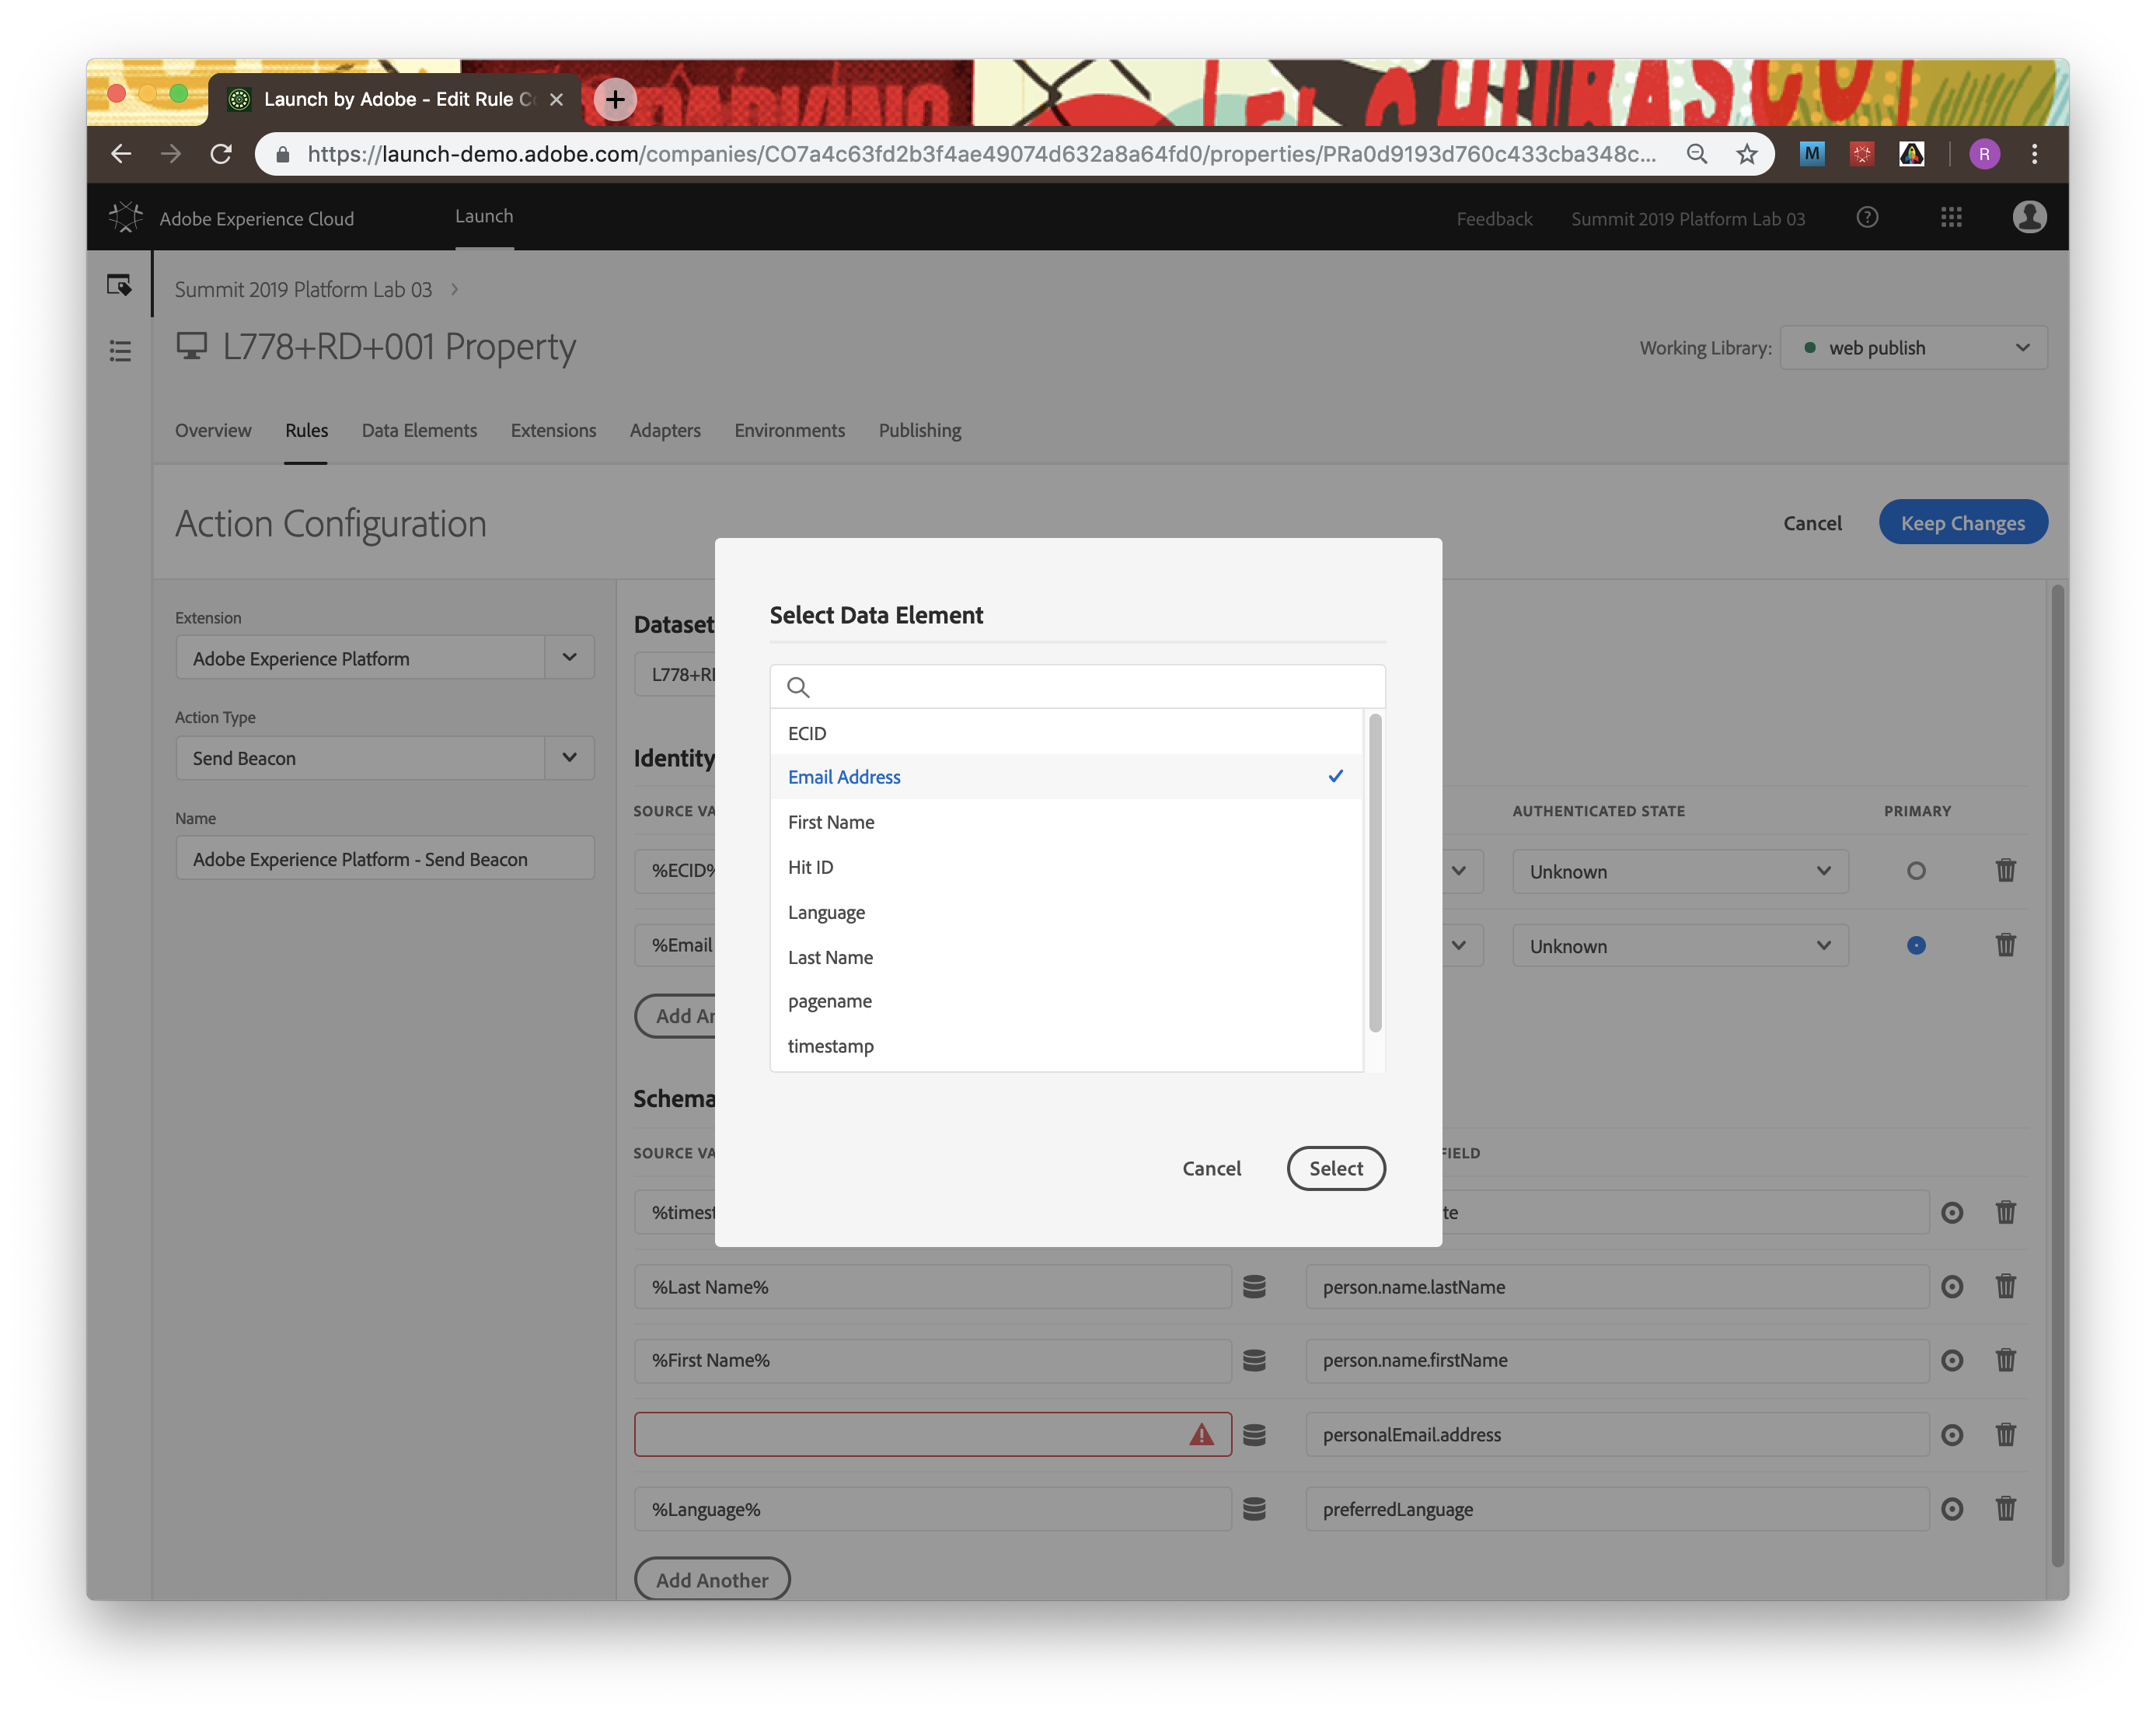 Launch by Adobe - Edit Rule C
https://launch-demo.adobe.com/companies/CO7a4c63fd2b3f4ae49074d632a8a64fd0/properties/PRa0d9193d760c433cba348c...
M
R
Adobe Experience Cloud
Launch
Feedback
Summit 2019 Platform Lab 03
Summit 2019 Platform Lab 03
L778+RD+001 Property
Working Library:
web publish
Overview
Rules
Data Elements
Extensions
Adapters
Environments
Publishing
Action Configuration
Cancel
Keep Changes
Extension
Adobe Experience Platform
Action Type
Send Beacon
Name
Adobe Experience Platform - Send Beacon
Dataset
L778+R
Identity
SOURCE VA
AUTHENTICATED STATE
PRIMARY
%ECID%
Unknown
%Email
Unknown
Add An
Select Data Element
ECID
Email Address
First Name
Hit ID
Language
Last Name
pagename
timestamp
Cancel
Select
Schema
SOURCE VA
FIELD
%timest
te
%Last Name%
person.name.lastName
%First Name%
person.name.firstName
personalEmail.address
%Language%
preferredLanguage
Add Another